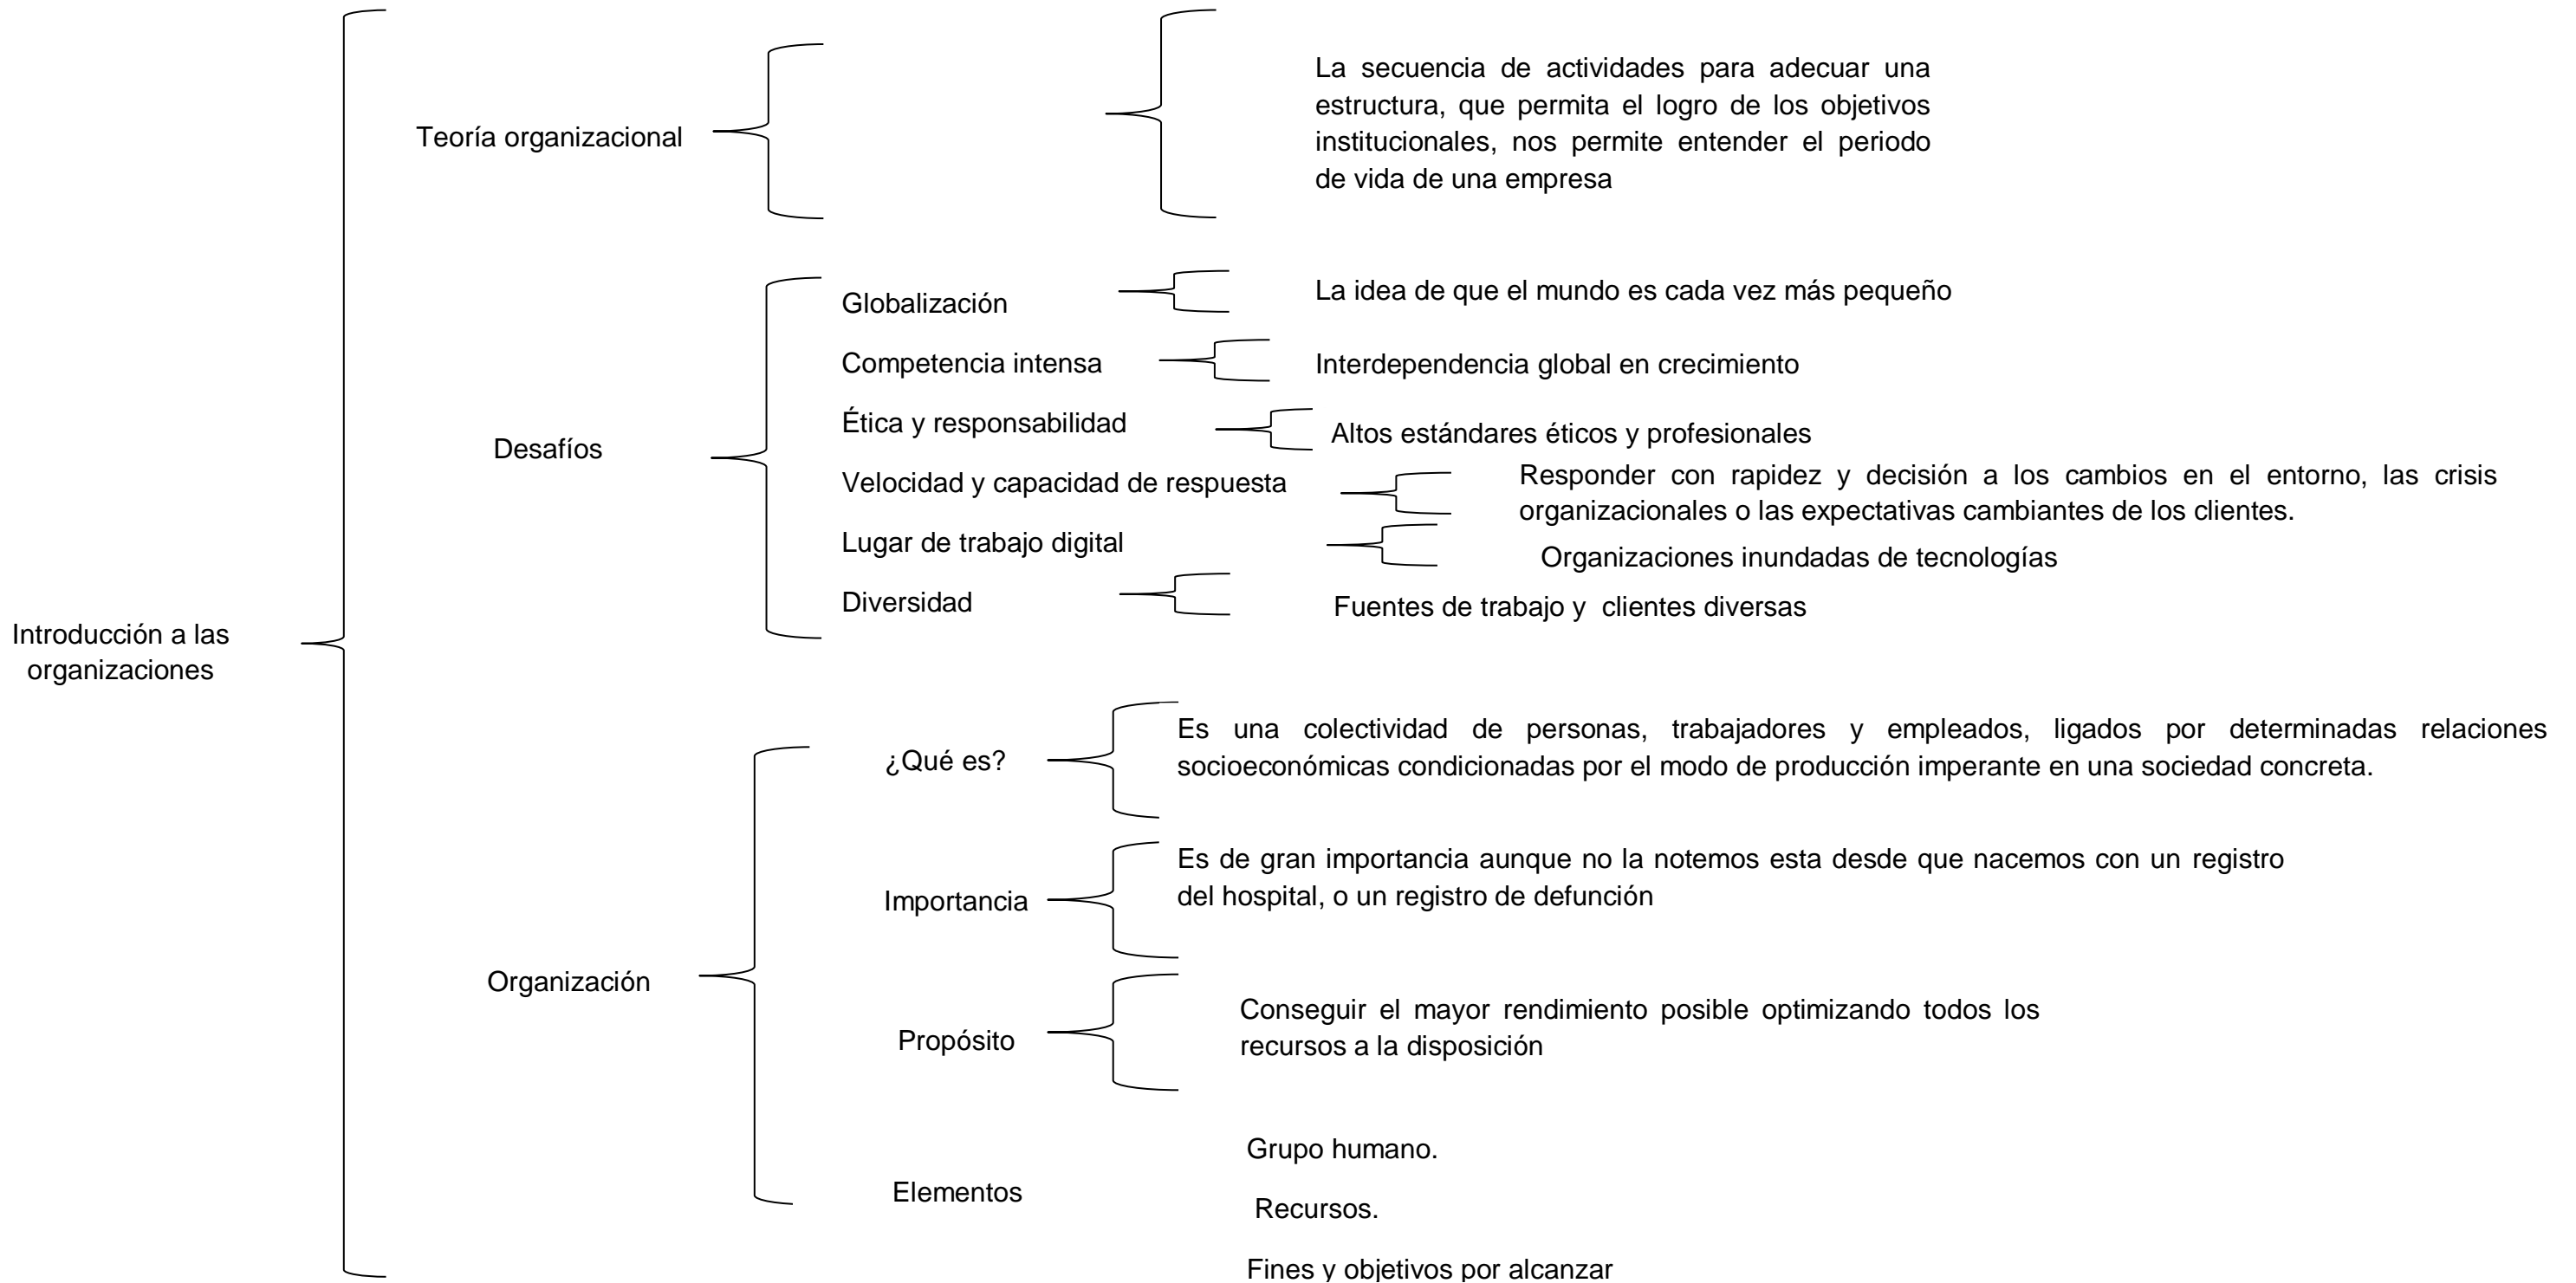 Introducción a las
organizaciones
Teoría organizacional
La secuencia de actividades para adecuar una
estructura, que permita el logro de los objetivos
institucionales, nos permite entender el periodo
de vida de una empresa
Desafíos
Globalización
La idea de que el mundo es cada vez más pequeño
Competencia intensa
Interdependencia global en crecimiento
Ética y responsabilidad
Altos estándares éticos y profesionales
Velocidad y capacidad de respuesta
Responder con rapidez y decisión a los cambios en el entorno, las crisis
organizacionales o las expectativas cambiantes de los clientes.
Lugar de trabajo digital
Organizaciones inundadas de tecnologías
Diversidad
Fuentes de trabajo y clientes diversas
Organización
¿Qué es?
Es una colectividad de personas, trabajadores y empleados, ligados por determinadas relaciones
socioeconómicas condicionadas por el modo de producción imperante en una sociedad concreta.
Importancia
Es de gran importancia aunque no la notemos esta desde que nacemos con un registro
del hospital, o un registro de defunción
Propósito
Conseguir el mayor rendimiento posible optimizando todos los
recursos a la disposición
Elementos
Grupo humano.
Recursos.
Fines y objetivos por alcanzar